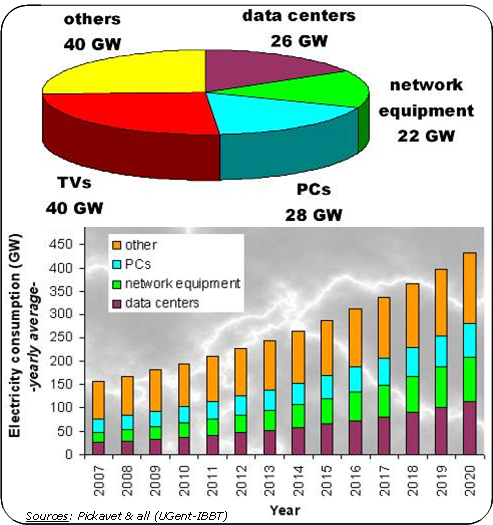 others
40 GW
data centers
26 GW
network
equipment
22 GW
TVs
40 GW
PCs
28 GW
Electricity consumption (GW)
-yearly average-
450
400
350
300
250
200
150
100
50
0
other
PCs
network equipment
data centers
2007 2008 2009 2010 2011 2012 2013 2014 2015 2016 2017 2018 2019 2020
Year
Sources: Pickavet & all (UGent-IBBT)